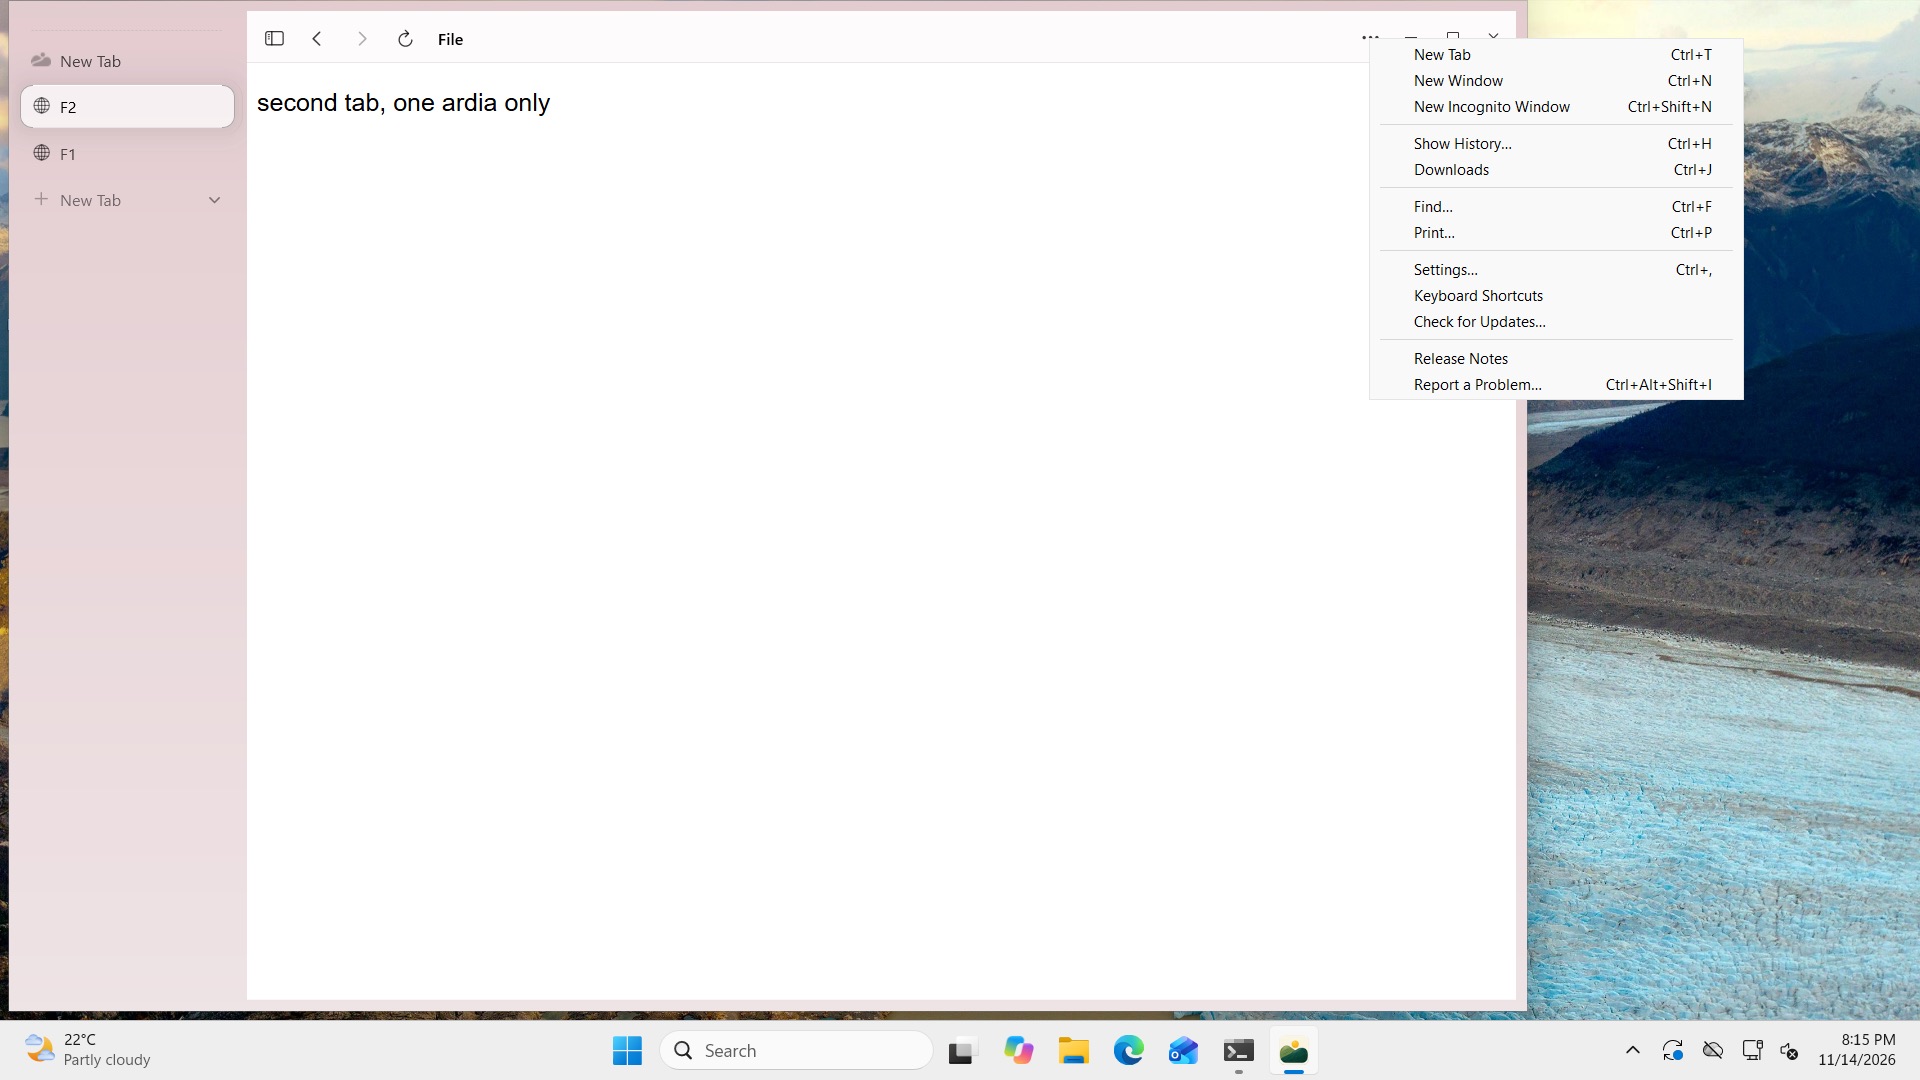 New Tab
F2
F1
New Tab
File
second tab, one ardia only
New Tab Ctrl+T
New Window Ctrl+N
New Incognito Window Ctrl+Shift+N
Show History... Ctrl+H
Downloads Ctrl+J
Find... Ctrl+F
Print... Ctrl+P
Settings... Ctrl+,
Keyboard Shortcuts
Check for Updates...
Release Notes
Report a Problem... Ctrl+Alt+Shift+I
22°C
Partly cloudy
Search
8:15 PM
11/14/2026